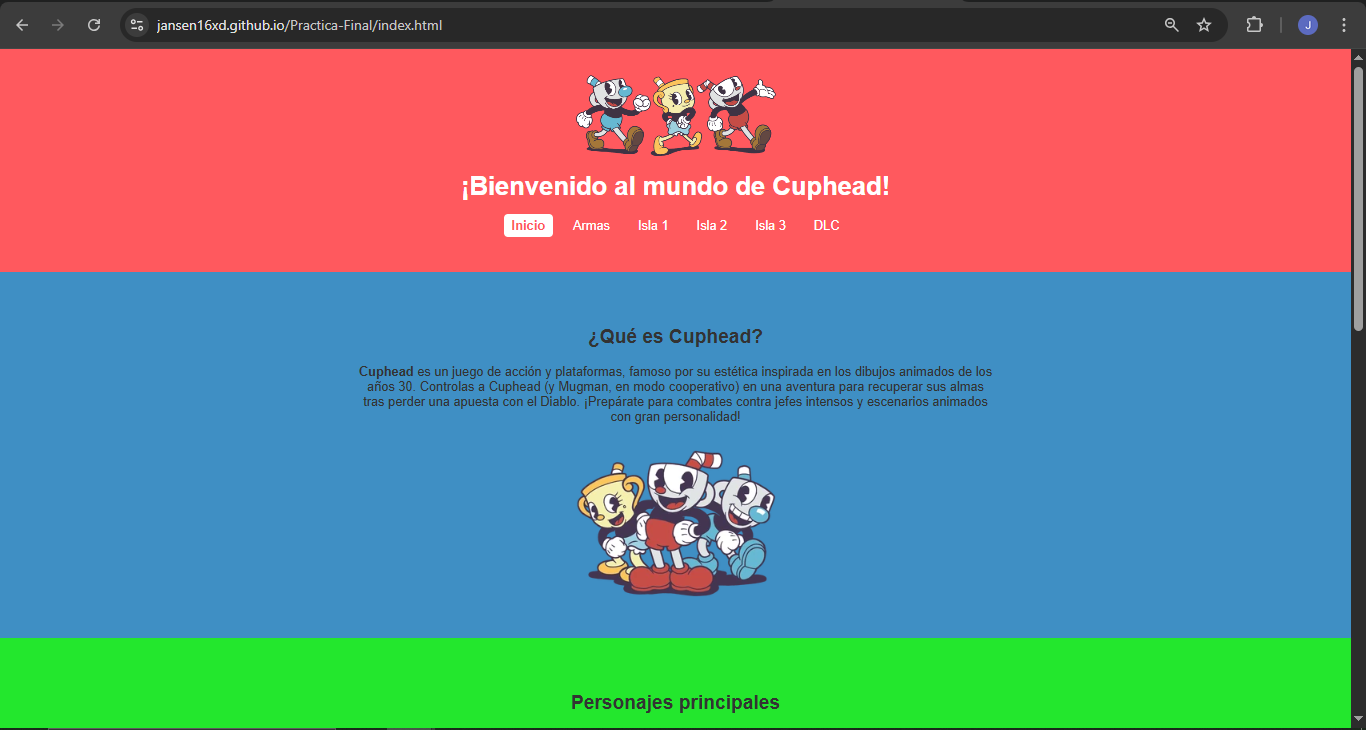 jansen16xd.github.io/Practica-Final/index.html
J
¡Bienvenido al mundo de Cuphead!
Inicio Armas Isla 1 Isla 2 Isla 3 DLC
¿Qué es Cuphead?
Cuphead es un juego de acción y plataformas, famoso por su estética inspirada en los dibujos animados de los
años 30. Controlas a Cuphead (y Mugman, en modo cooperativo) en una aventura para recuperar sus almas
tras perder una apuesta con el Diablo. ¡Prepárate para combates contra jefes intensos y escenarios animados
con gran personalidad!
Personajes principales